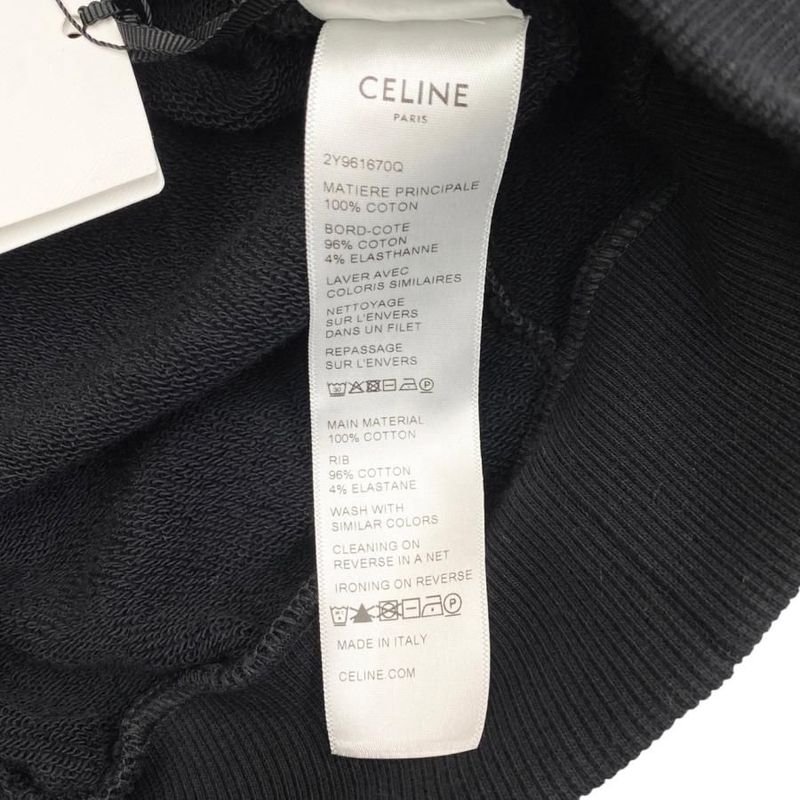 CELINE
PARIS
2Y961670Q
MATIERE PRINCIPALE
100% COTON
BORD-COTE
96% COTON
4% ELASTHANNE
LAVER AVEC
COLORIS SIMILAIRES
NETTOYAGE
SUR L'ENVERS
DANS UN FILET
REPASSAGE
SUR L'ENVERS
30 P
MAIN MATERIAL
100% COTTON
RIB
96% COTTON
4% ELASTANE
WASH WITH
SIMILAR COLORS
CLEANING ON
REVERSE IN A NET
IRONING ON REVERSE
P
MADE IN ITALY
CELINE.COM